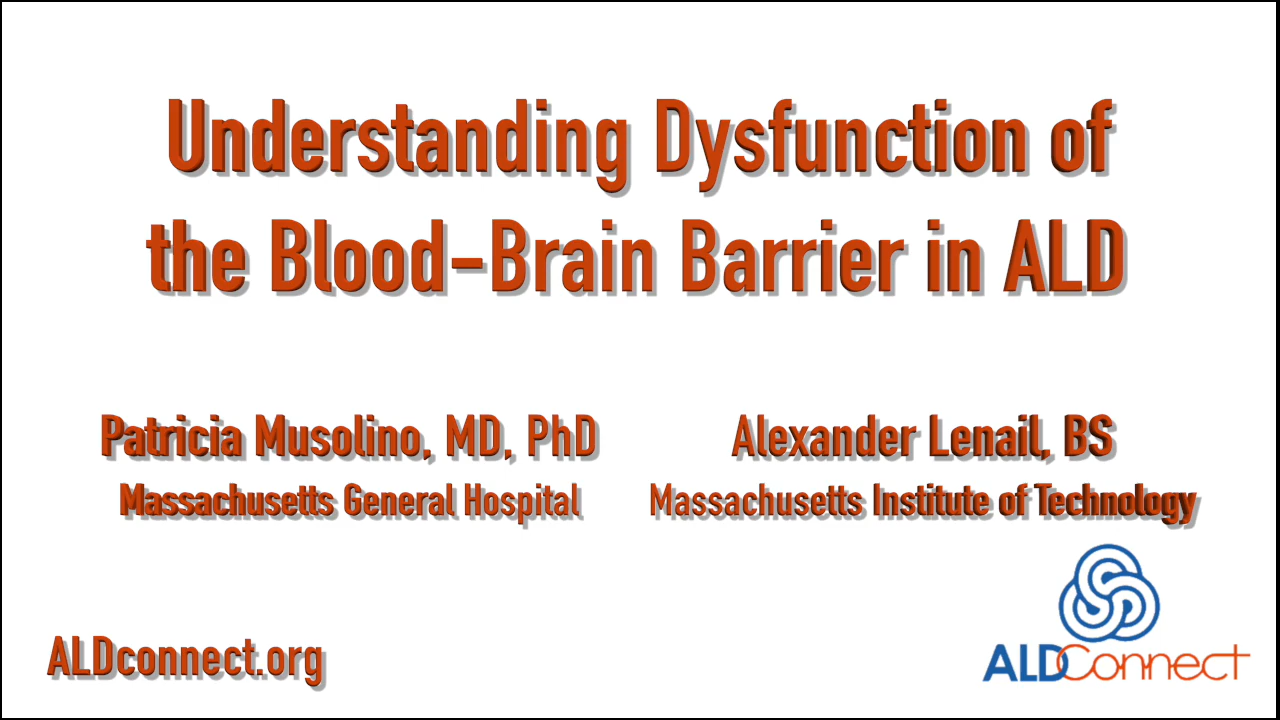 Understanding Dysfunction of
the Blood-Brain Barrier in ALD
Patricia Musolino, MD, PhD
Massachusetts General Hospital
Alexander Lenail, BS
Massachusetts Institute of Technology
ALDconnect.org
ALDConnect